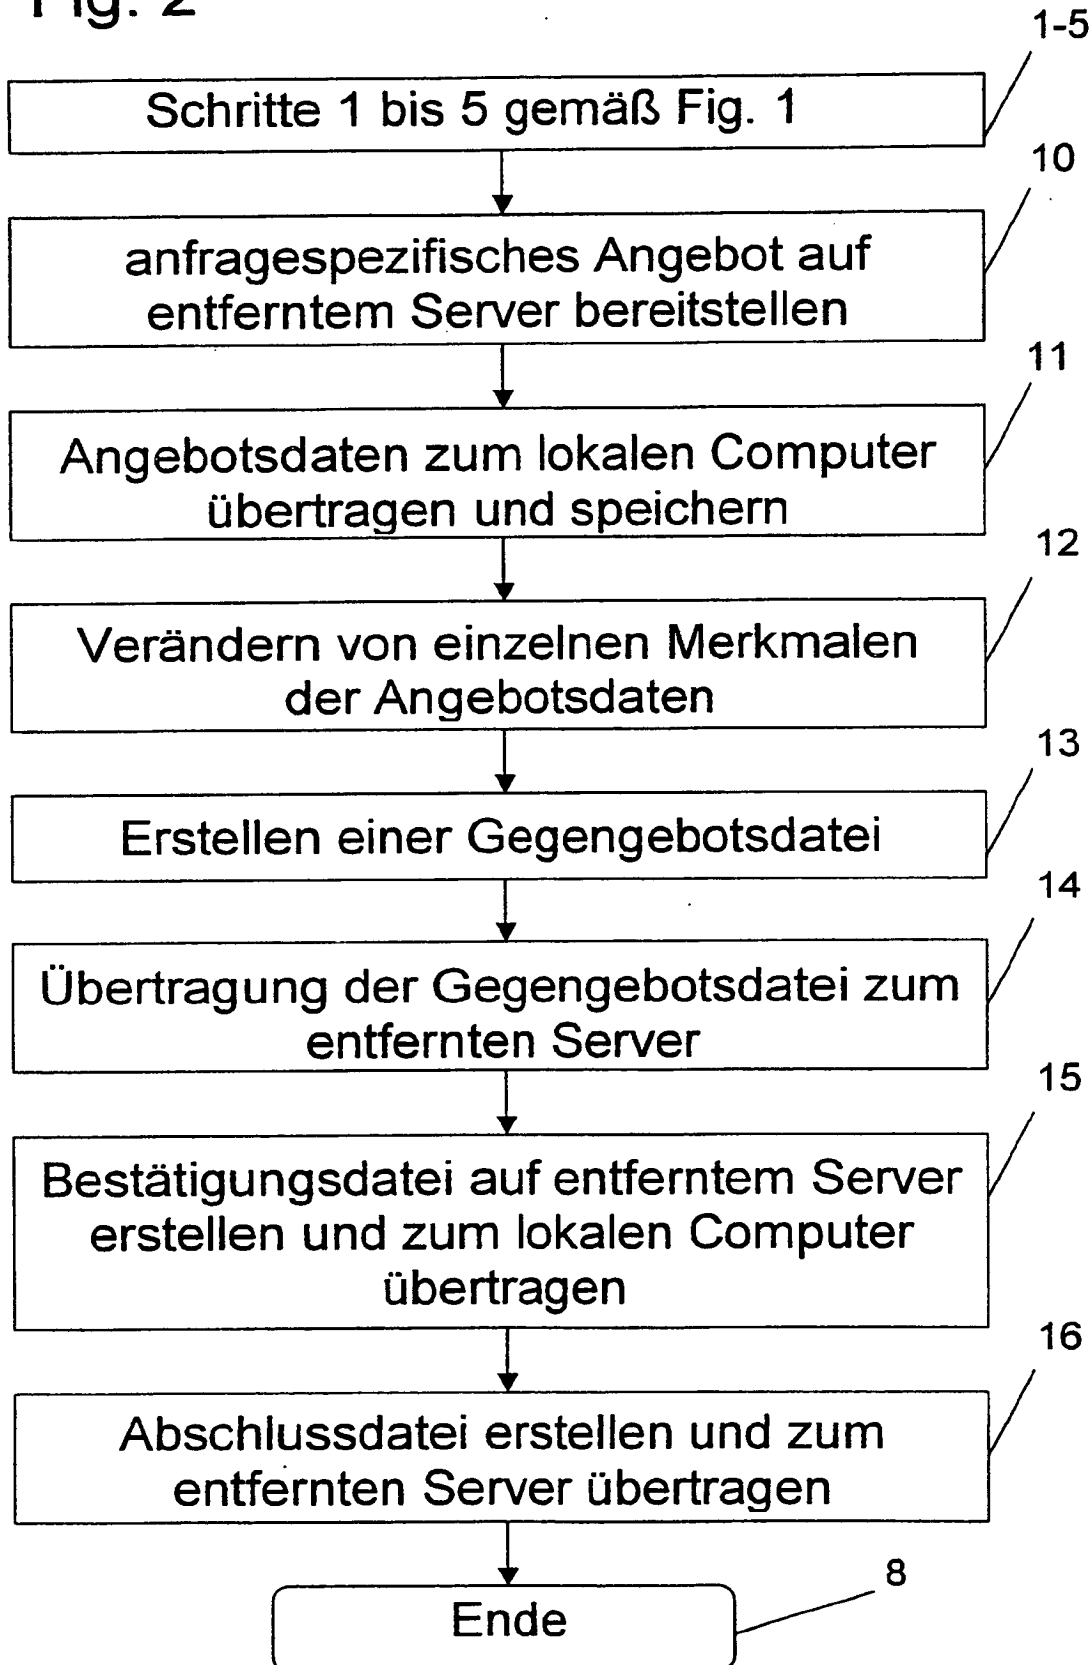 Fig. 2
1-5
Schritte 1 bis 5 gemäß Fig. 1
10
anfragespezifisches Angebot auf
entferntem Server bereitstellen
11
Angebotsdaten zum lokalen Computer
übertragen und speichern
12
Verändern von einzelnen Merkmalen
der Angebotsdaten
13
Erstellen einer Gegengebotsdatei
14
Übertragung der Gegengebotsdatei zum
entfernten Server
15
Bestätigungsdatei auf entferntem Server
erstellen und zum lokalen Computer
übertragen
16
Abschlussdatei erstellen und zum
entfernten Server übertragen
8
Ende